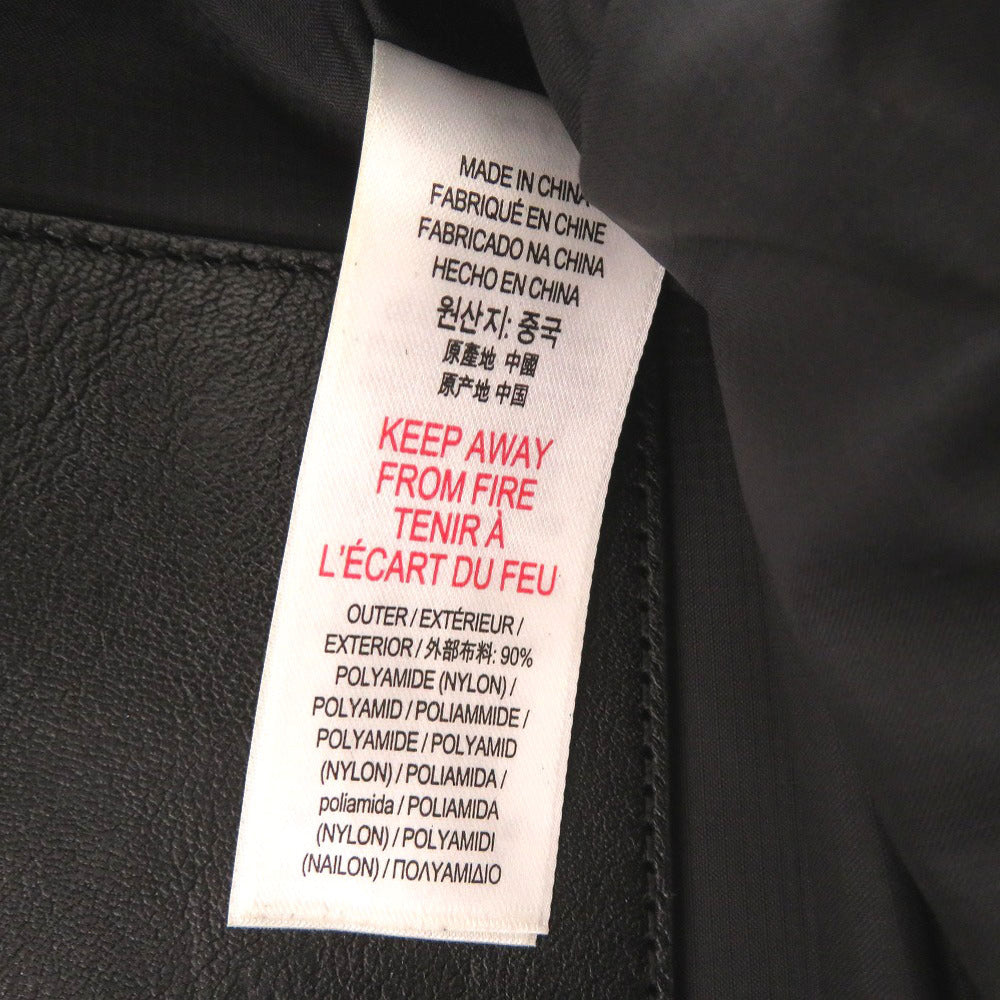 MADE IN CHINA
FABRIQUÉ EN CHINE
FABRICADO NA CHINA
HECHO EN CHINA
원산지: 중국
原產地 中國
原产地 中国
KEEP AWAY
FROM FIRE
TENIR À
L'ÉCART DU FEU
OUTER / EXTÉRIEUR /
EXTERIOR / 外部布料: 90%
POLYAMIDE (NYLON) /
POLYAMID / POLIAMMIDE /
POLYAMIDE / POLYAMID
(NYLON) / POLIAMIDA /
poliamida / POLIAMIDA
(NYLON) / POLYAMIDI
(NAILON) / ΠΟΛΥΑΜΙΔΙΟ